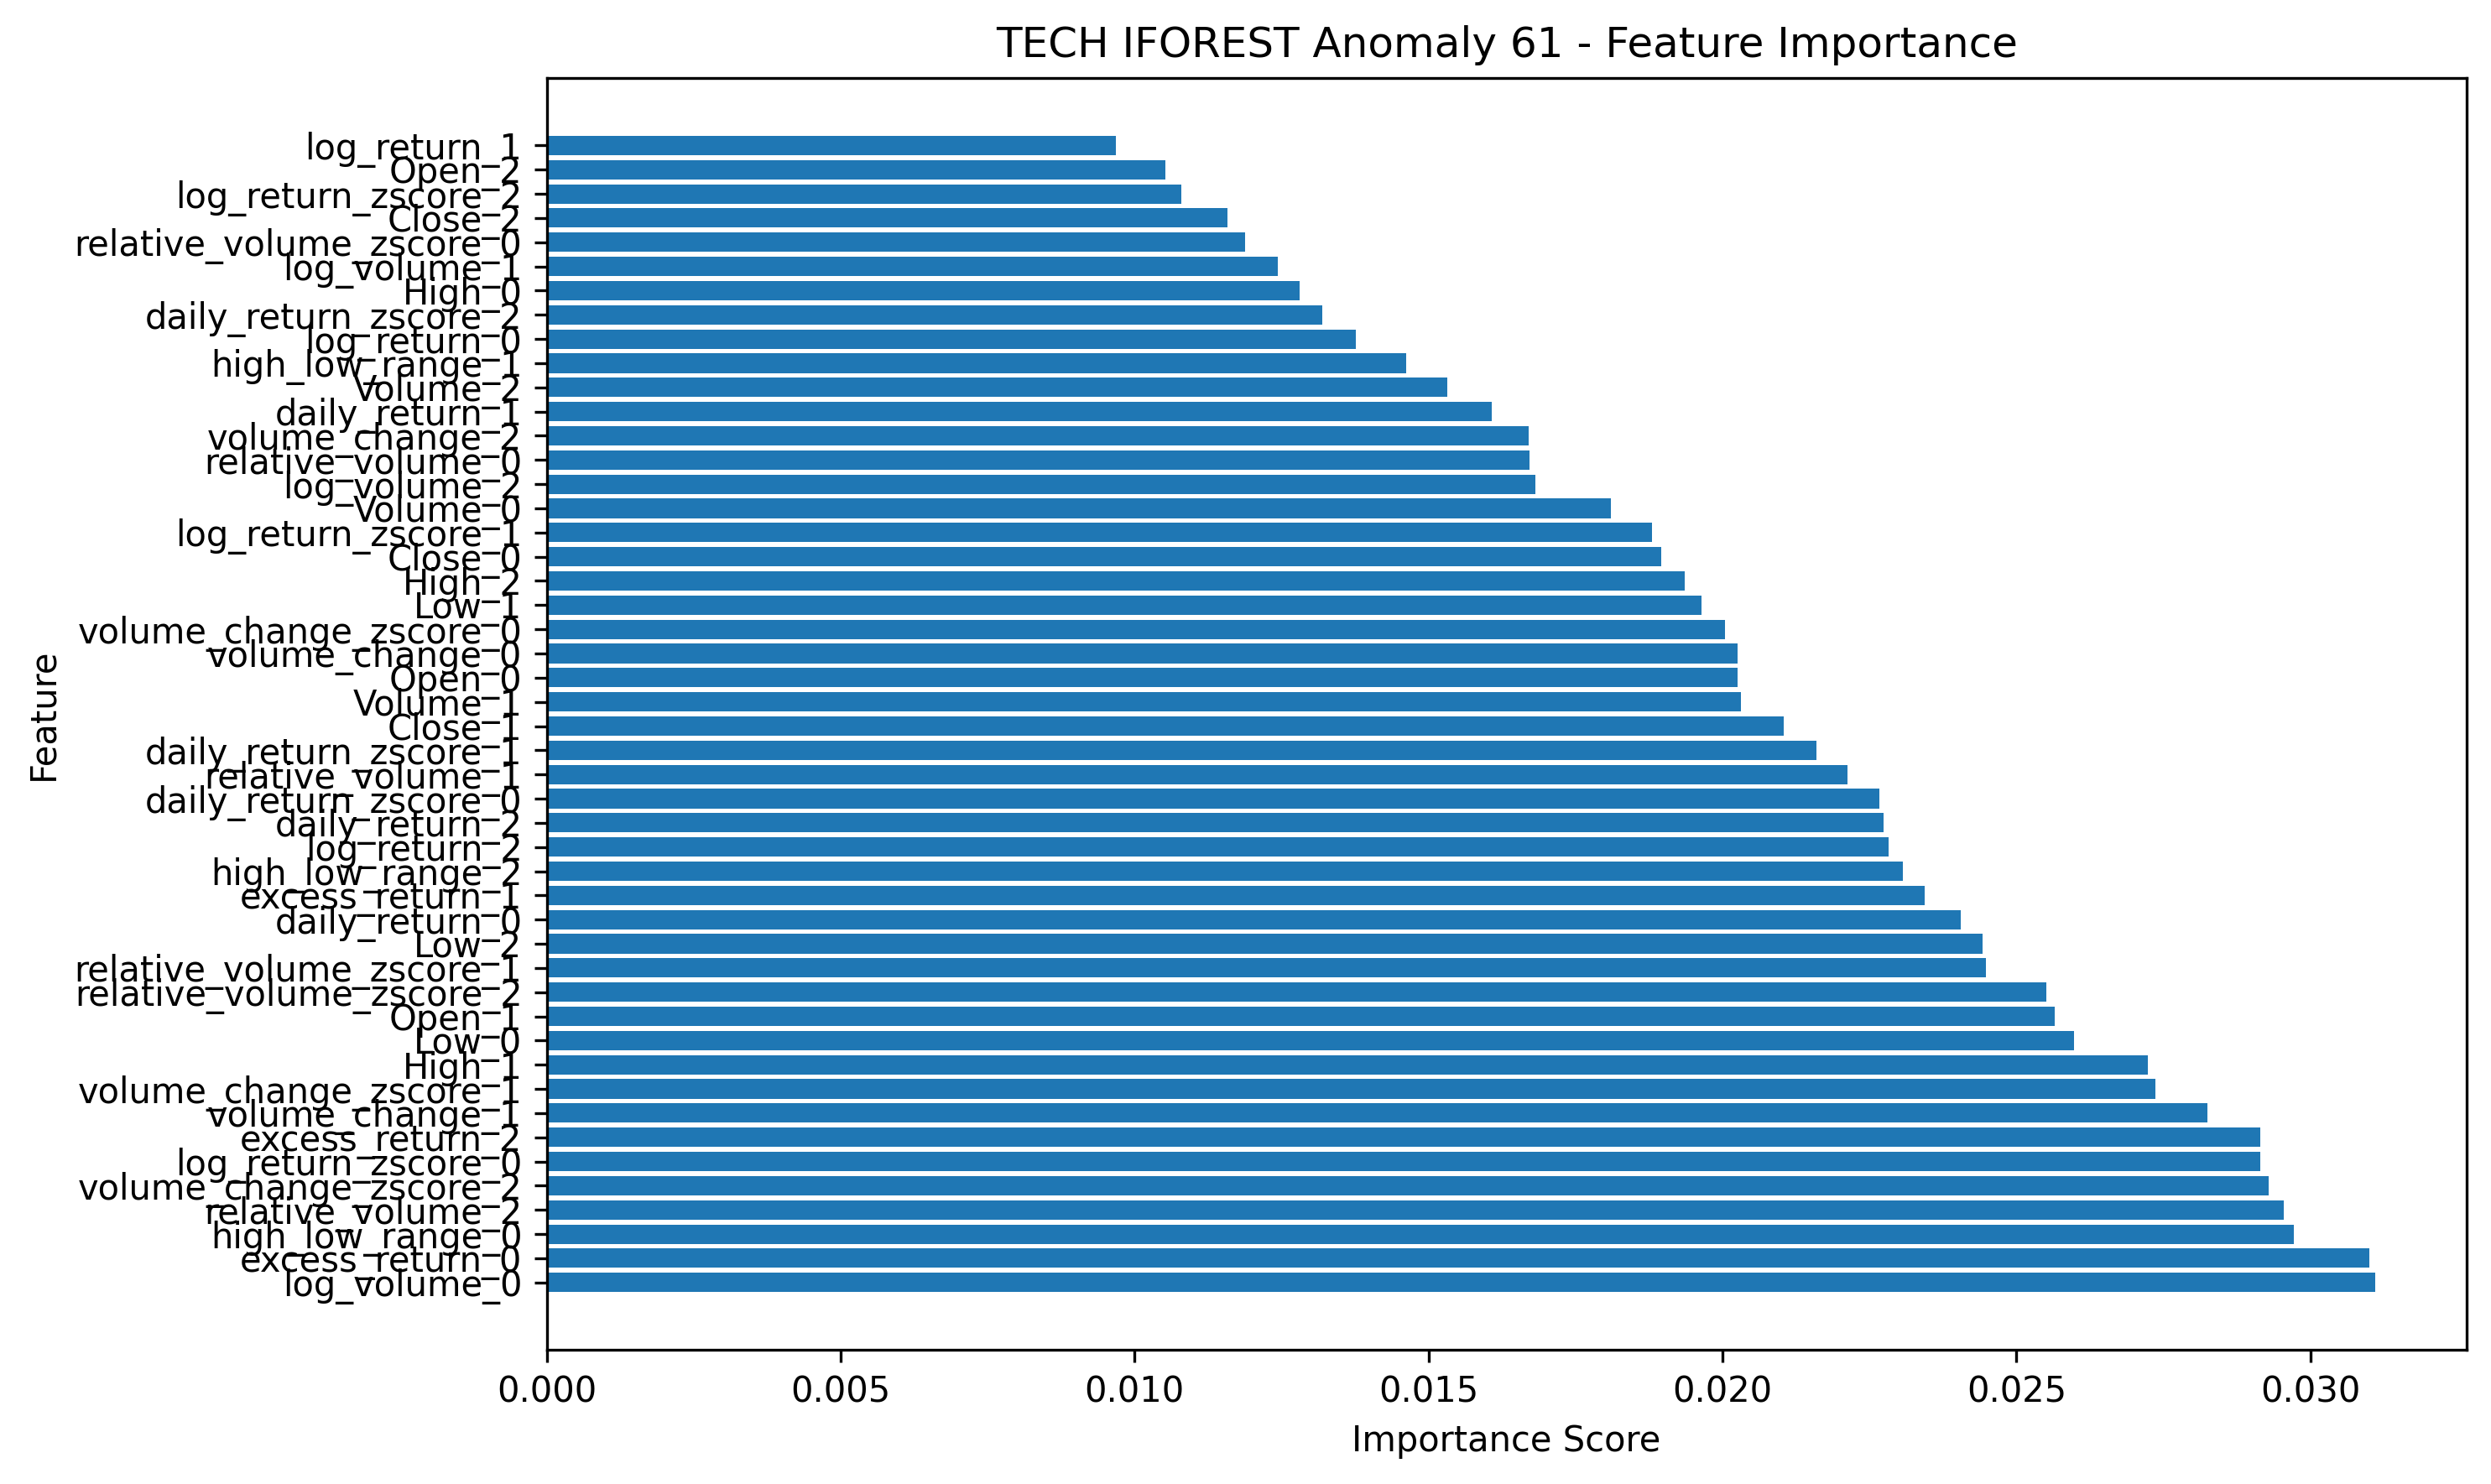 TECH IFOREST Anomaly 61 - Feature Importance
log_return_1
Open_2
log_return_zscore_2
Close_2
relative_volume_zscore_0
log_volume_1
High_0
daily_return_zscore_2
log_return_0
high_low_range_1
Volume_2
daily_return_1
volume_change_2
relative_volume_0
log_volume_2
Volume_0
log_return_zscore_1
Close_0
High_2
Low_1
volume_change_zscore_0
volume_change_0
Open_0
Volume_1
Close_1
daily_return_zscore_1
relative_volume_1
daily_return_zscore_0
daily_return_2
log_return_2
high_low_range_2
excess_return_1
daily_return_0
Low_2
relative_volume_zscore_1
relative_volume_zscore_2
Open_1
Low_0
High_1
volume_change_zscore_1
volume_change_1
excess_return_2
log_return_zscore_0
volume_change_zscore_2
relative_volume_2
high_low_range_0
excess_return_0
log_volume_0
Feature
0.000 0.005 0.010 0.015 0.020 0.025 0.030
Importance Score